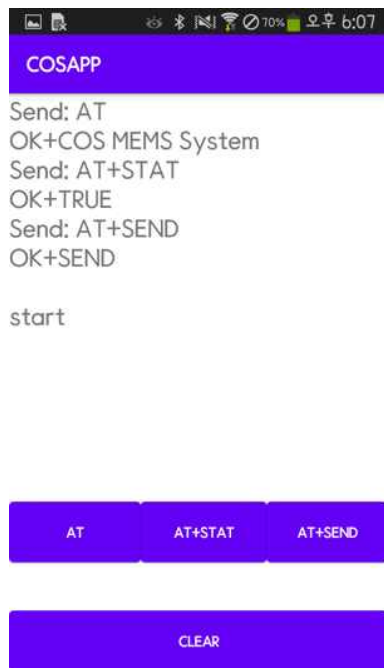 70% 오후 6:07
COSAPP
Send: AT
OK+COS MEMS System
Send: AT+STAT
OK+TRUE
Send: AT+SEND
OK+SEND
start
AT AT+STAT AT+SEND
CLEAR